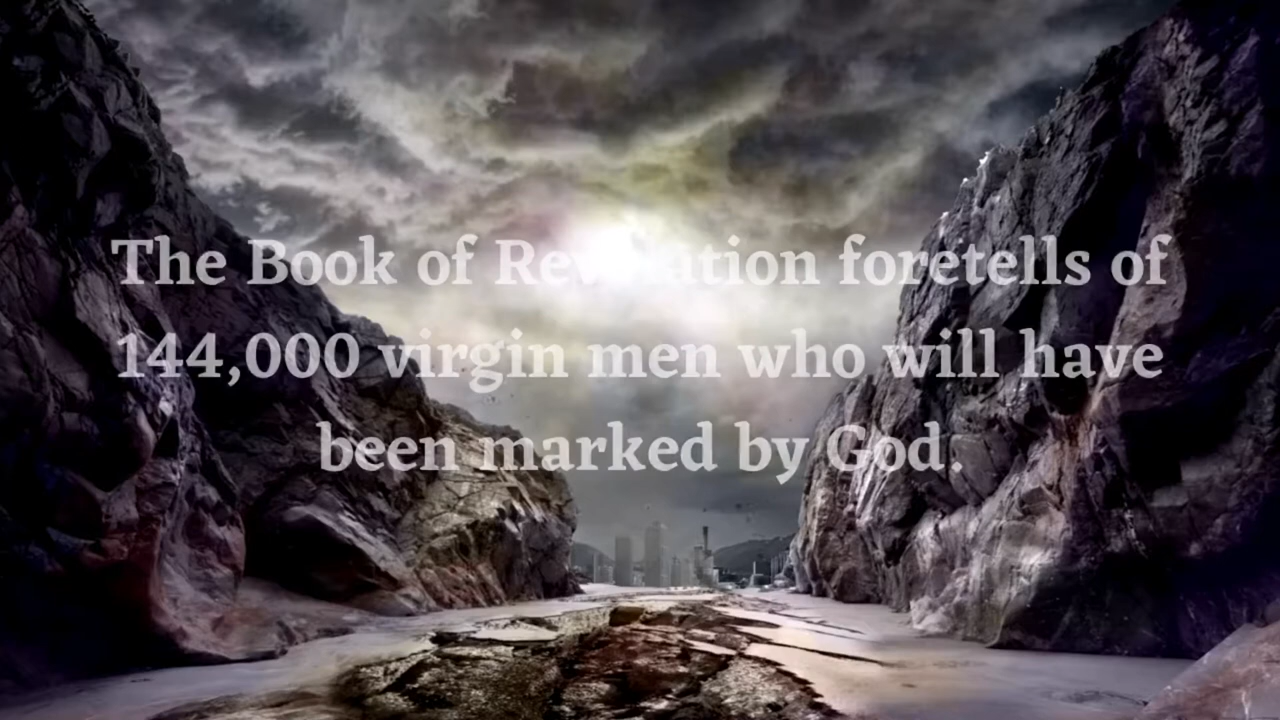 The Book of Revelation foretells of
144,000 virgin men who will have
been marked by God.